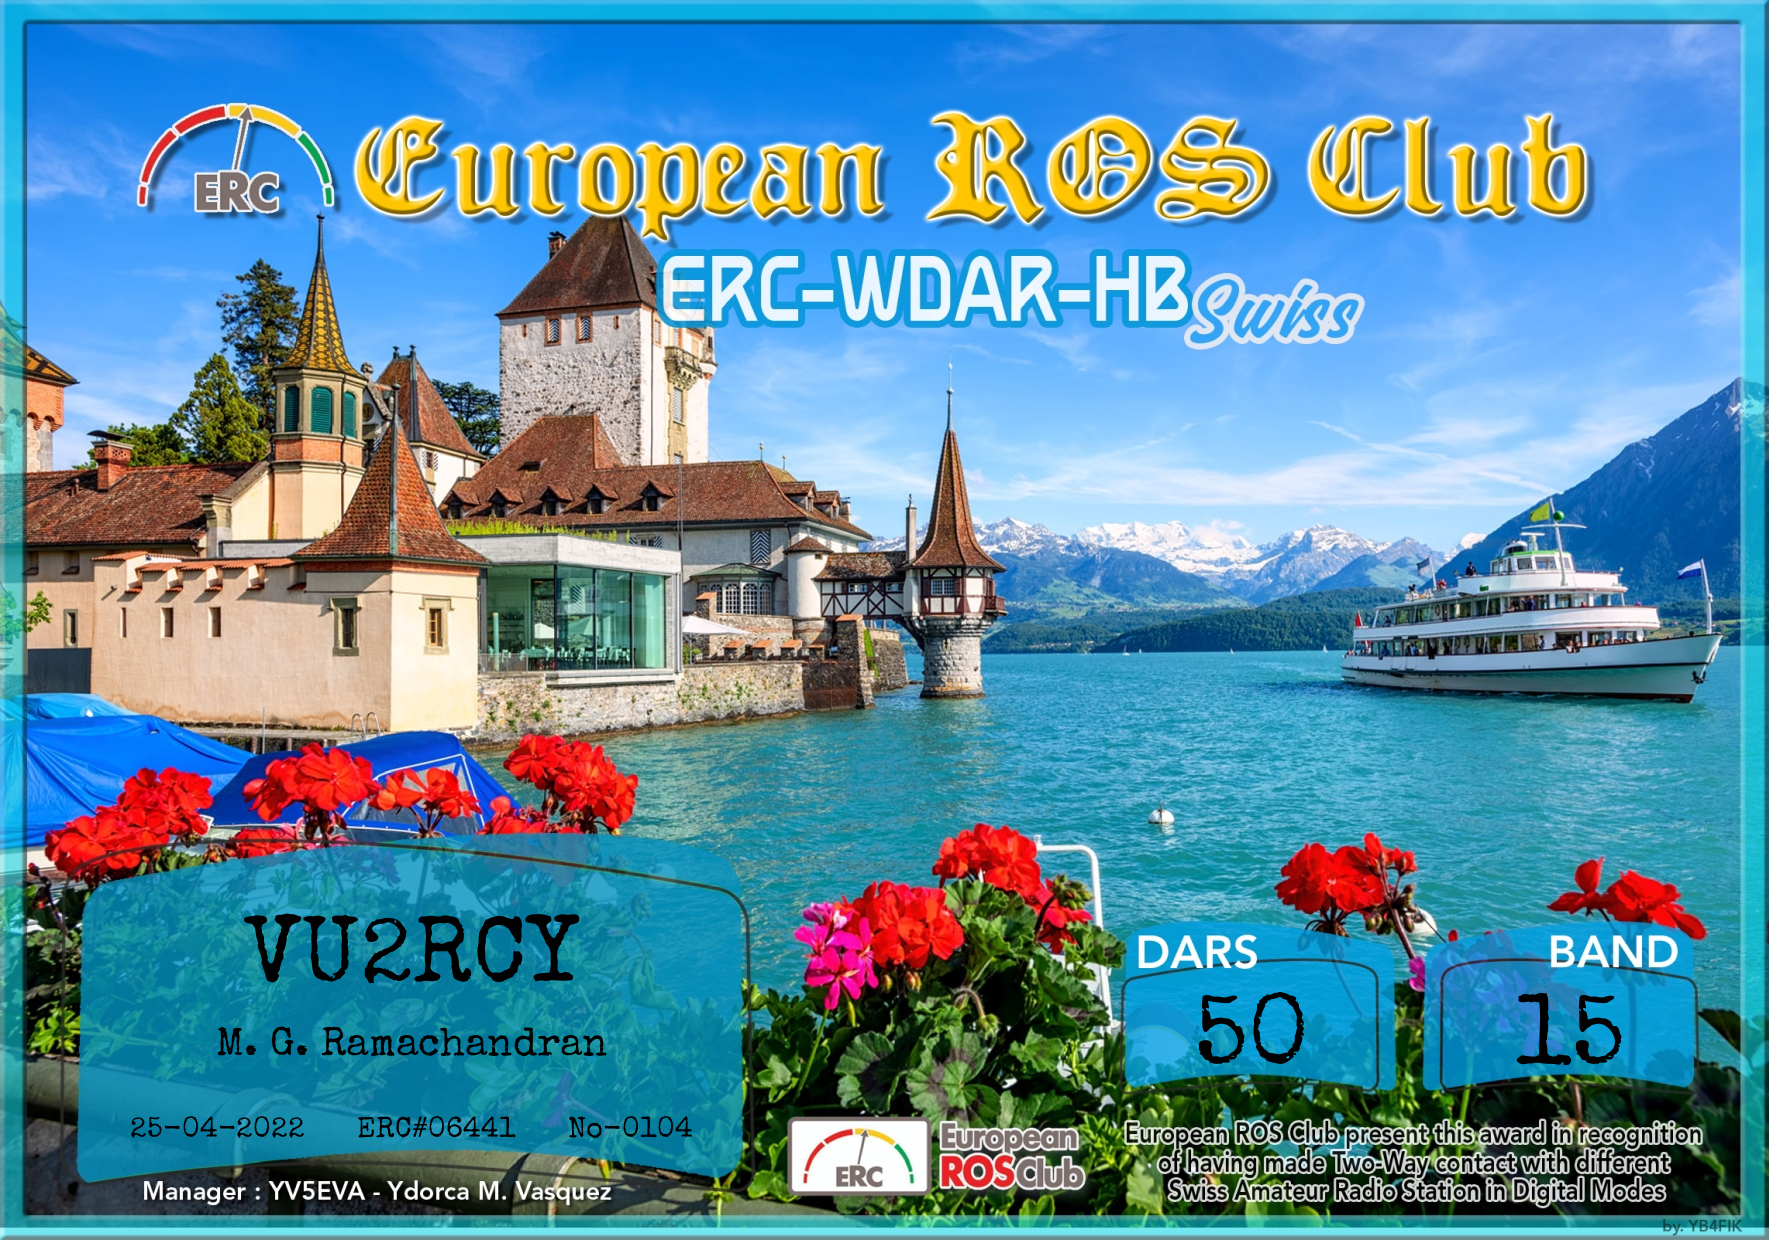 ERC
European ROS Club
ERC-WDAR-HB Swiss
VU2RCY
M. G. Ramachandran
25-04-2022 ERC#06441 No-0104
Manager : YV5EVA - Ydorca M. Vasquez
DARS
50
BAND
15
ERC
European
ROSClub
European ROS Club present this award in recognition
of having made Two-Way contact with different
Swiss Amateur Radio Station in Digital Modes
by. YB4FIK